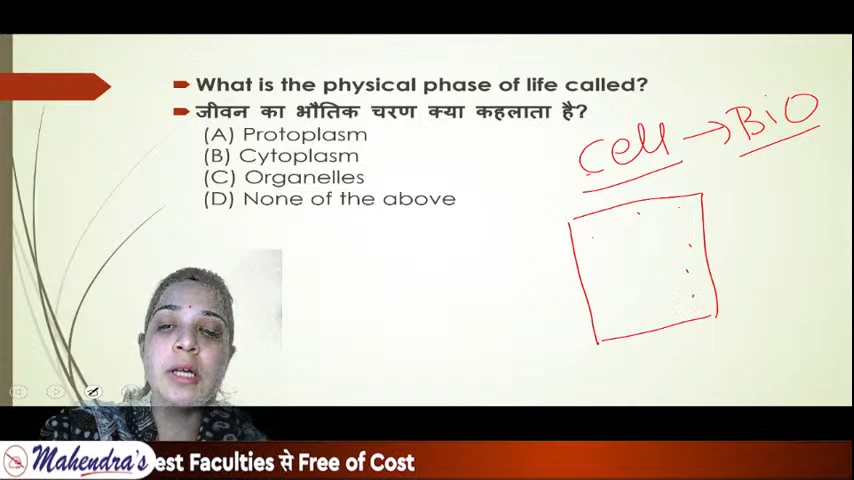 What is the physical phase of life called?
जीवन का भौतिक चरण क्या कहलाता है?
(A) Protoplasm
(B) Cytoplasm
(C) Organelles
(D) None of the above
Cell → BiO
Mahendra's est Faculties से Free of Cost